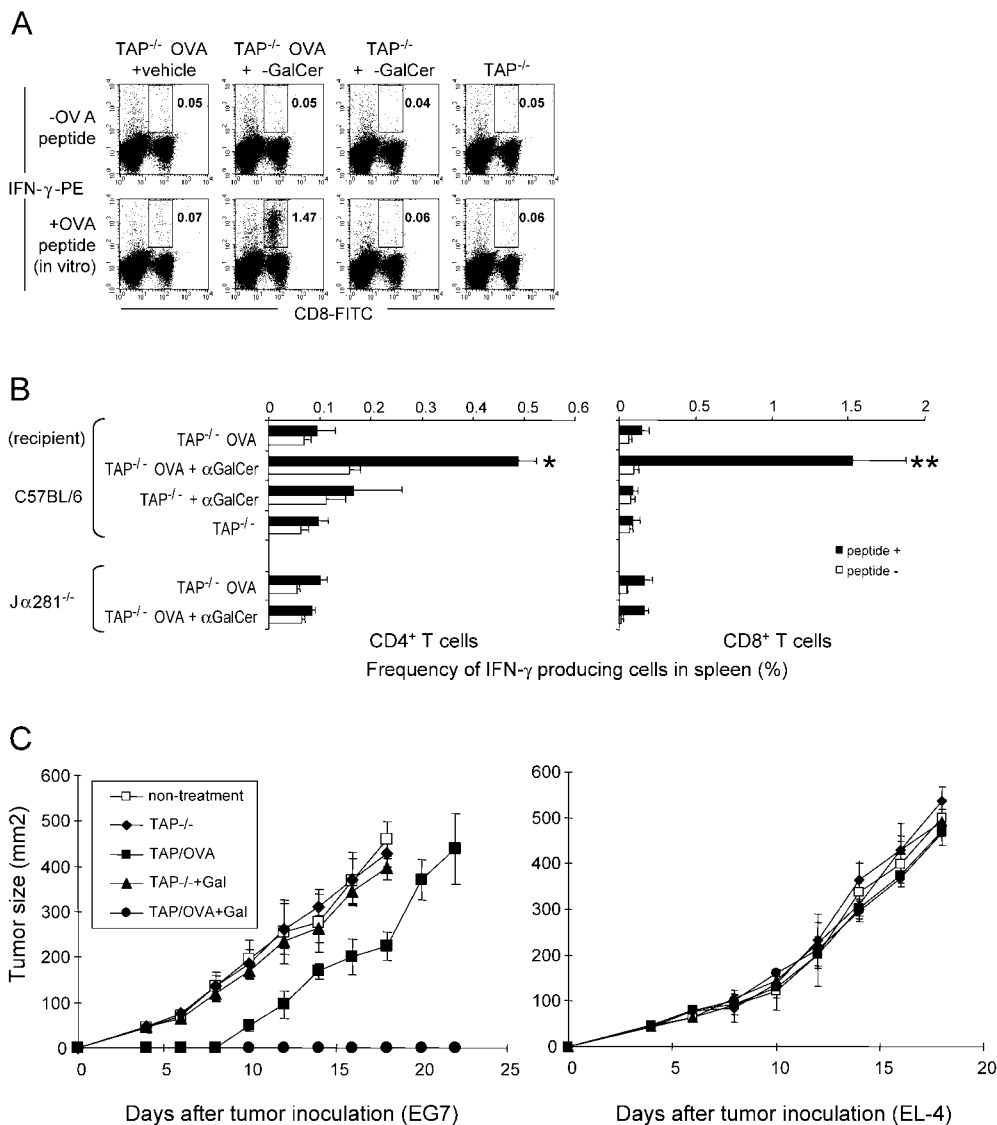 A
TAP-/- OVA +vehicle
TAP-/- OVA + -GalCer
TAP-/- + -GalCer
TAP-/-
-OV A peptide
0.05
0.05
0.04
0.05
IFN-γ-PE
+OVA peptide (in vitro)
0.07
1.47
0.06
0.06
CD8-FITC
B
0 0.1 0.2 0.3 0.4 0.5 0.6
0 0.5 1 1.5 2
(recipient)
C57BL/6
TAP-/- OVA
TAP-/- OVA + αGalCer
*
**
TAP-/- + αGalCer
TAP-/-
peptide +
peptide -
Jα281-/-
TAP-/- OVA
TAP-/- OVA + αGalCer
CD4+ T cells
CD8+ T cells
Frequency of IFN-γ producing cells in spleen (%)
C
Tumor size (mm2)
600
500
400
300
200
100
0
non-treatment
TAP-/-
TAP/OVA
TAP-/-+Gal
TAP/OVA+Gal
0 5 10 15 20 25
Days after tumor inoculation (EG7)
600
500
400
300
200
100
0
0 5 10 15 20
Days after tumor inoculation (EL-4)